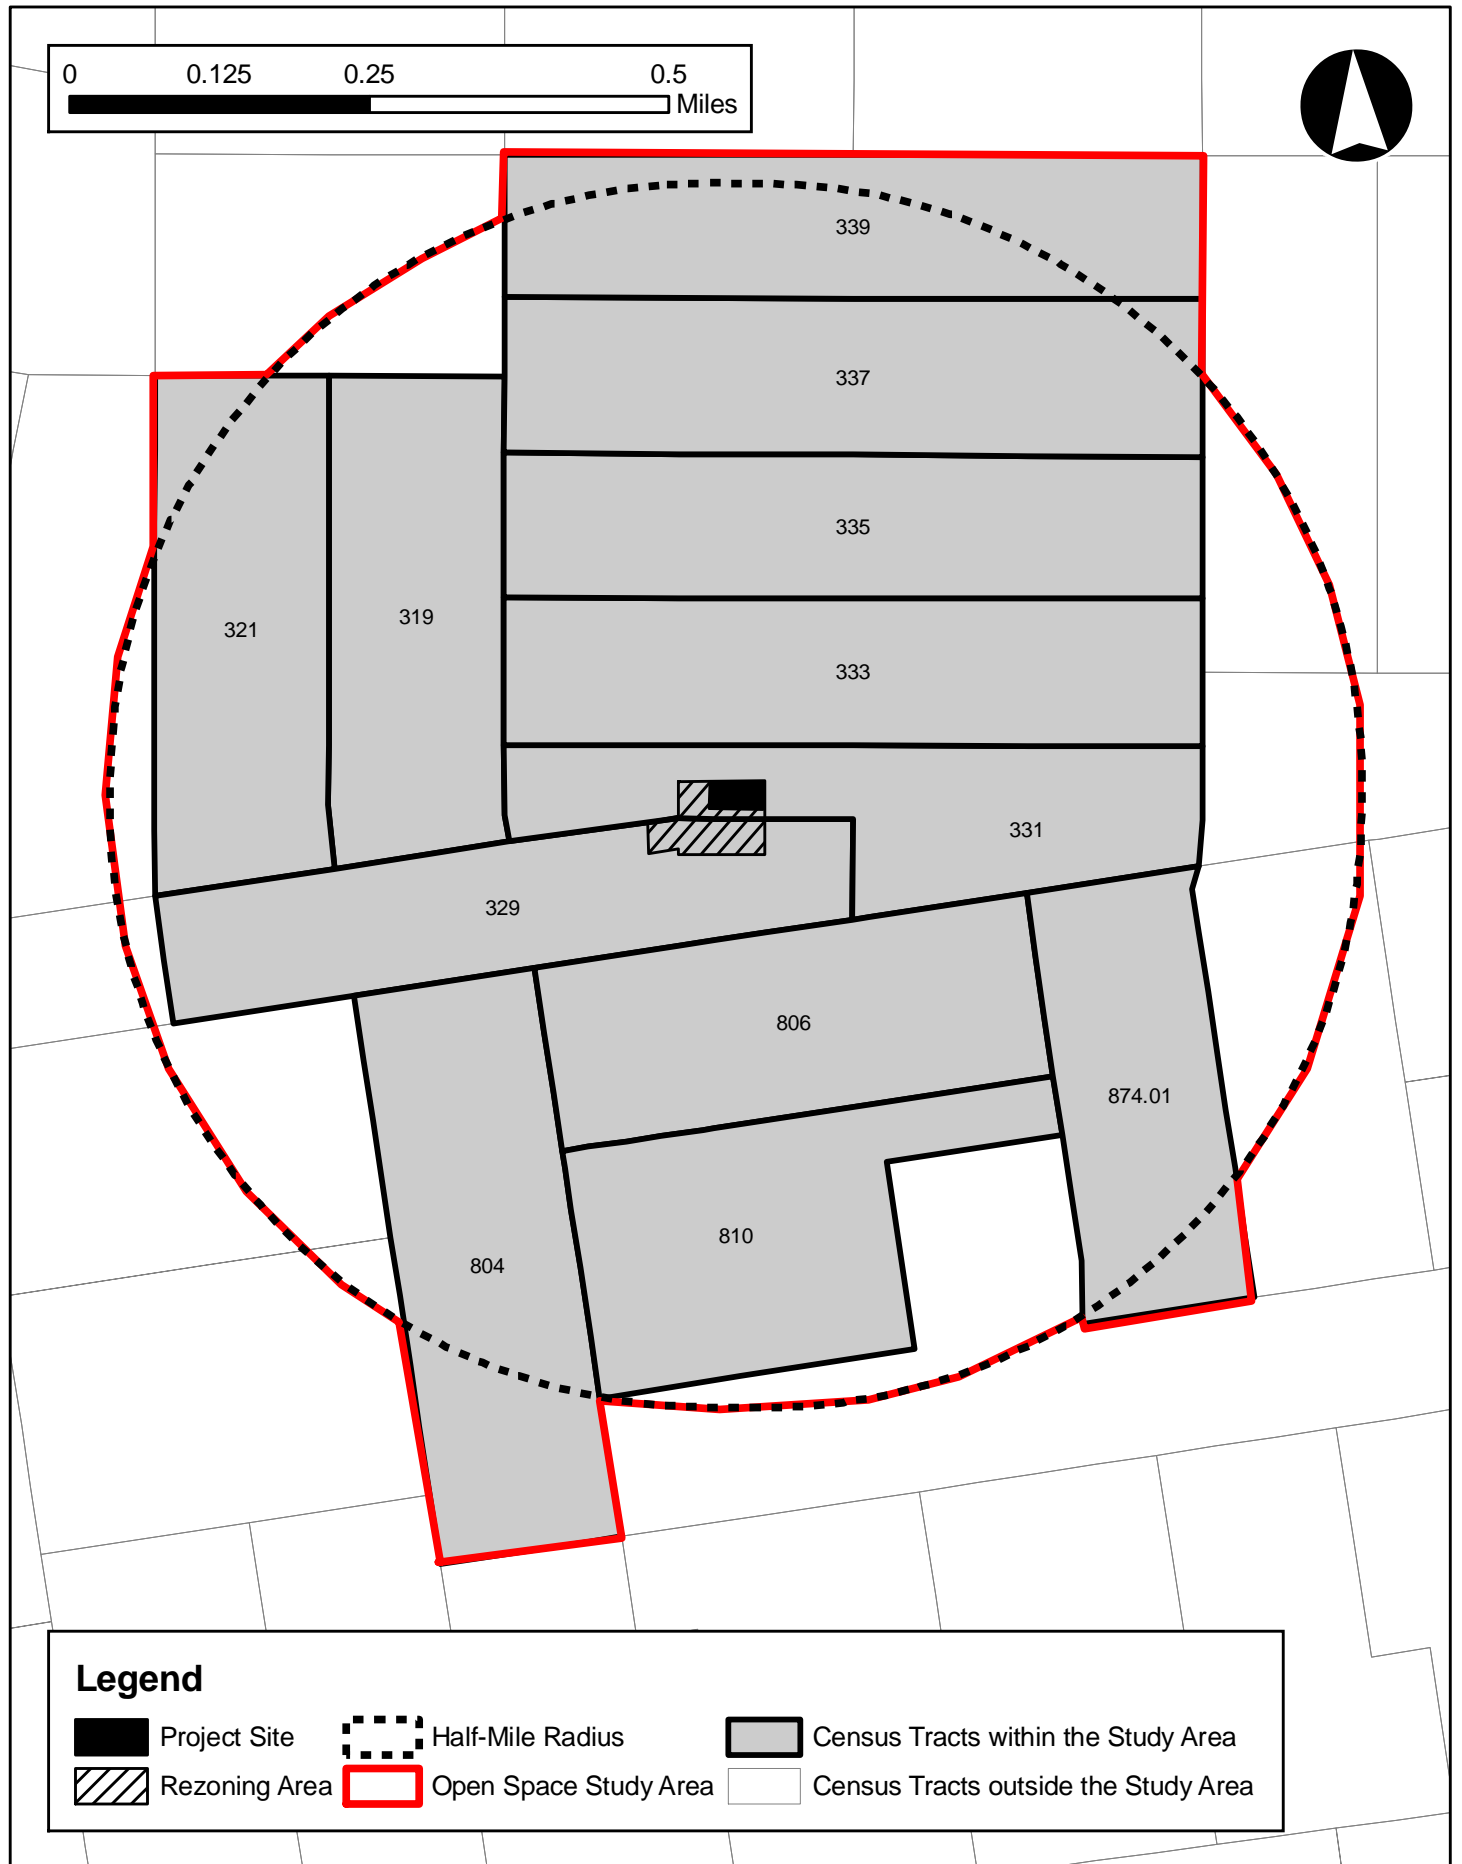 0 0.125 0.25 0.5
Miles
339
337
335
333
321
319
331
329
806
874.01
810
804
Legend
Project Site
Half-Mile Radius
Census Tracts within the Study Area
Rezoning Area
Open Space Study Area
Census Tracts outside the Study Area